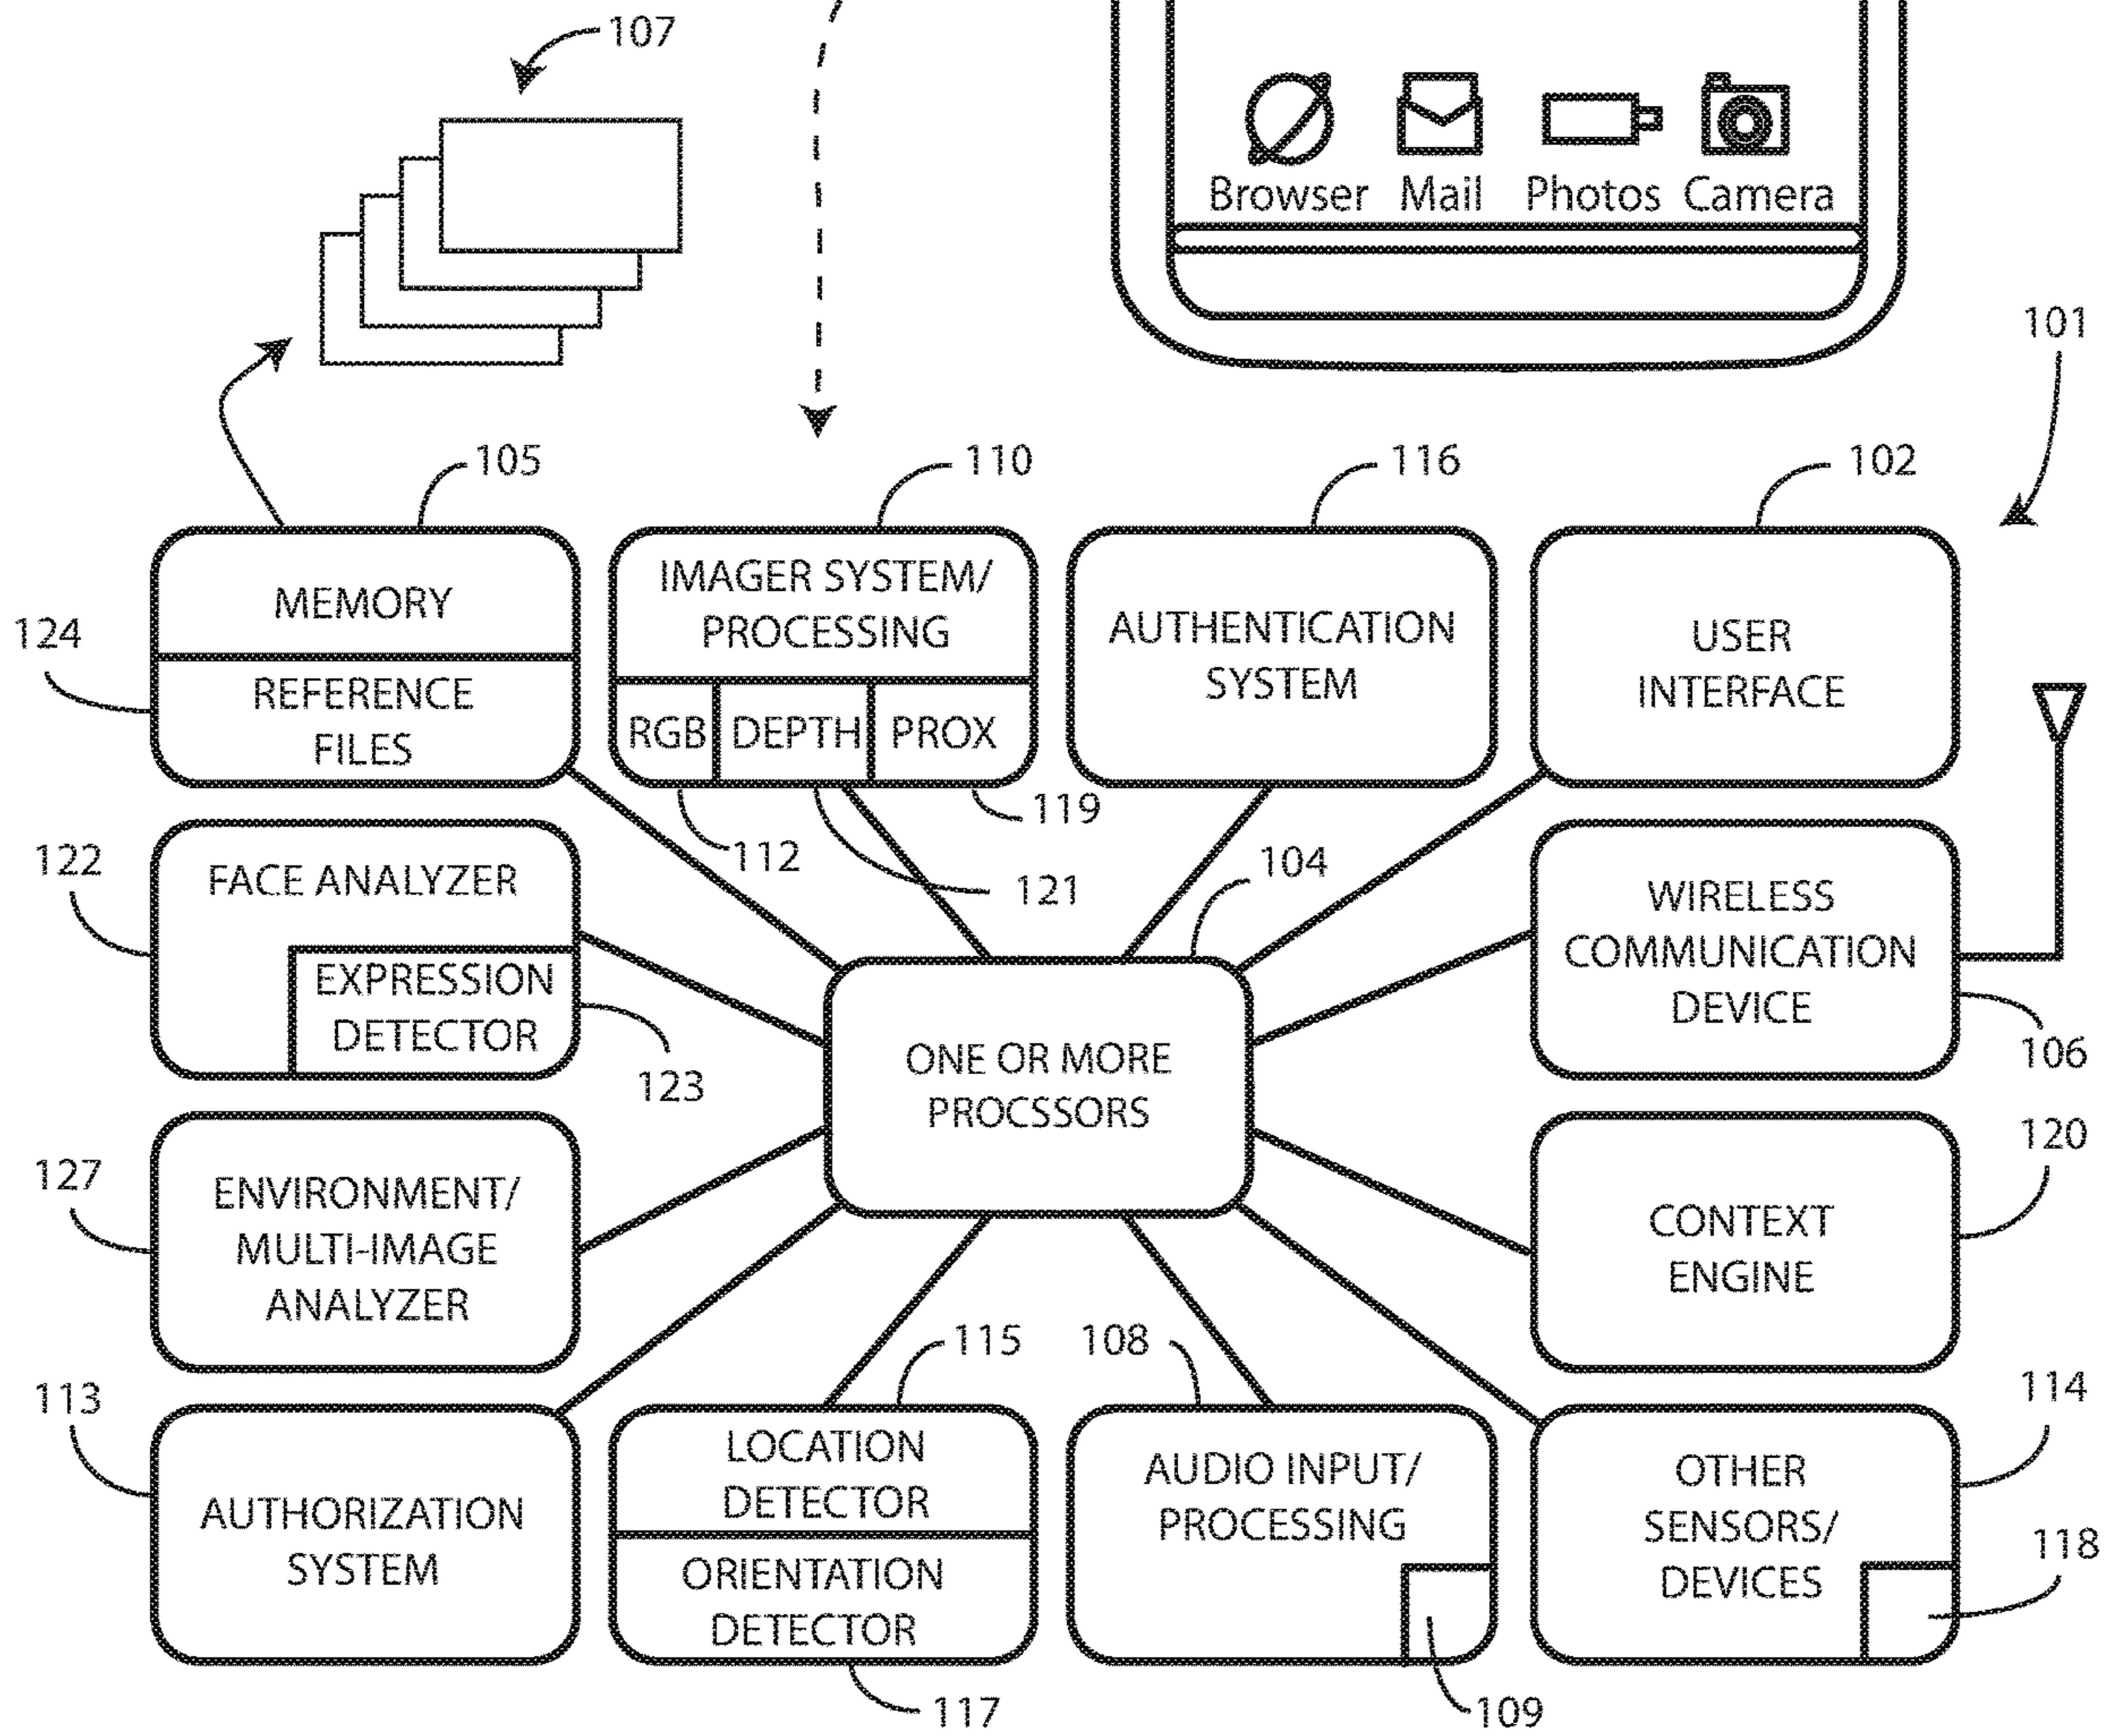 107
Browser Mail Photos Camera
101
105
110
116
102
MEMORY
124
REFERENCE
FILES
IMAGER SYSTEM/
PROCESSING
RGB DEPTH PROX
AUTHENTICATION
SYSTEM
USER
INTERFACE
112
121
119
104
122
FACE ANALYZER
EXPRESSION
DETECTOR
123
WIRELESS
COMMUNICATION
DEVICE
106
ONE OR MORE
PROCSSORS
127
ENVIRONMENT/
MULTI-IMAGE
ANALYZER
120
CONTEXT
ENGINE
113
AUTHORIZATION
SYSTEM
115
LOCATION
DETECTOR
ORIENTATION
DETECTOR
117
108
AUDIO INPUT/
PROCESSING
109
114
OTHER
SENSORS/
DEVICES
118